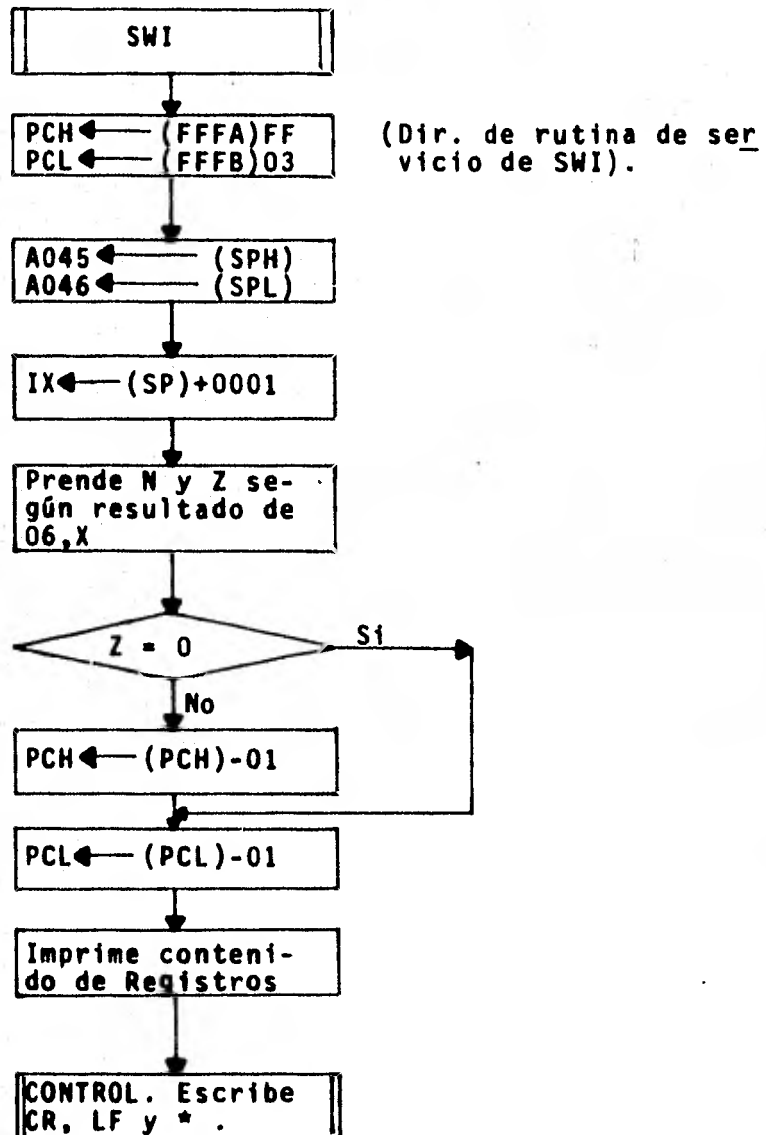 SWI
PCH ← (FFFA)FF
PCL ← (FFFB)03
(Dir. de rutina de ser
vicio de SWI).
A045 ← (SPH)
A046 ← (SPL)
IX ← (SP)+0001
Prende N y Z se-
gún resultado de
06,X
Z = 0
Si
No
PCH ← (PCH)-01
PCL ← (PCL)-01
Imprime conteni-
do de Registros
CONTROL. Escribe
CR, LF y * .